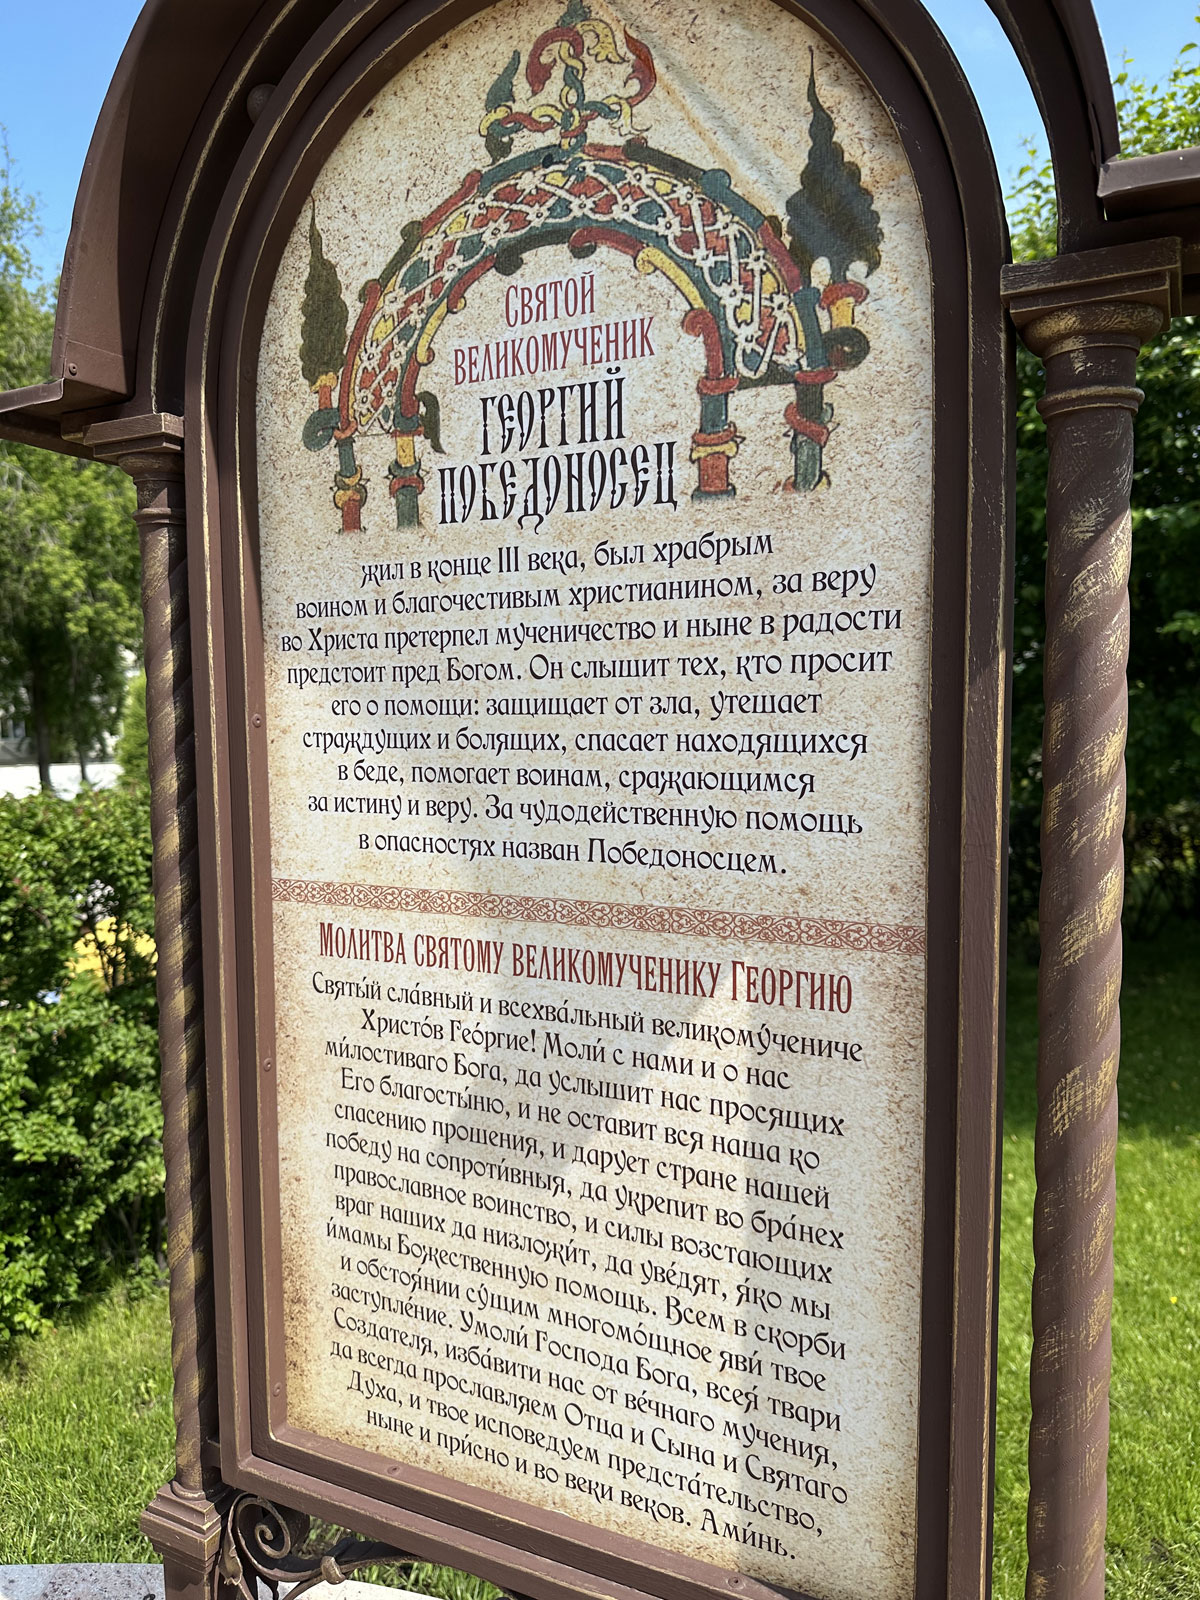 Святой
великомученик
Георгий
Победоносец
жил в конце III века, был храбрым
воином и благочестивым христианином, за веру
во Христа претерпел мученичество и ныне в радости
предстоит пред Богом. Он слышит тех, кто просит
его о помощи: защищает от зла, утешает
страждущих и болящих, спасает находящихся
в беде, помогает воинам, сражающимся
за истину и веру. За чудодейственную помощь
в опасностях назван Победоносцем.
Молитва святому великомученику Георгию
Святы́й сла́вный и всехва́льный великому́чениче
Христо́в Гео́ргие! Моли́ с нами и о нас
ми́лостиваго Бога, да услышит нас просящих
Его благосты́ню, и не оставит вся наша ко
спасению прошения, и дарует стране нашей
победу на сопроти́вныя, да укрепит во бра́нех
православное воинство, и силы возстающих
враг наших да низложи́т, да уве́дят, я́ко мы
и́мамы Божественную помощь. Всем в скорби
и обстоя́нии су́щим многомо́щное яви́ твое
заступле́ние. Умоли́ Господа Бога, всея́ твари
Создателя, изба́вити нас от ве́чнаго мучения,
да всегда прославляем Отца и Сына и Святаго
Духа, и твое исповедуем предста́тельство,
ныне и при́сно и во веки веков. Ами́нь.